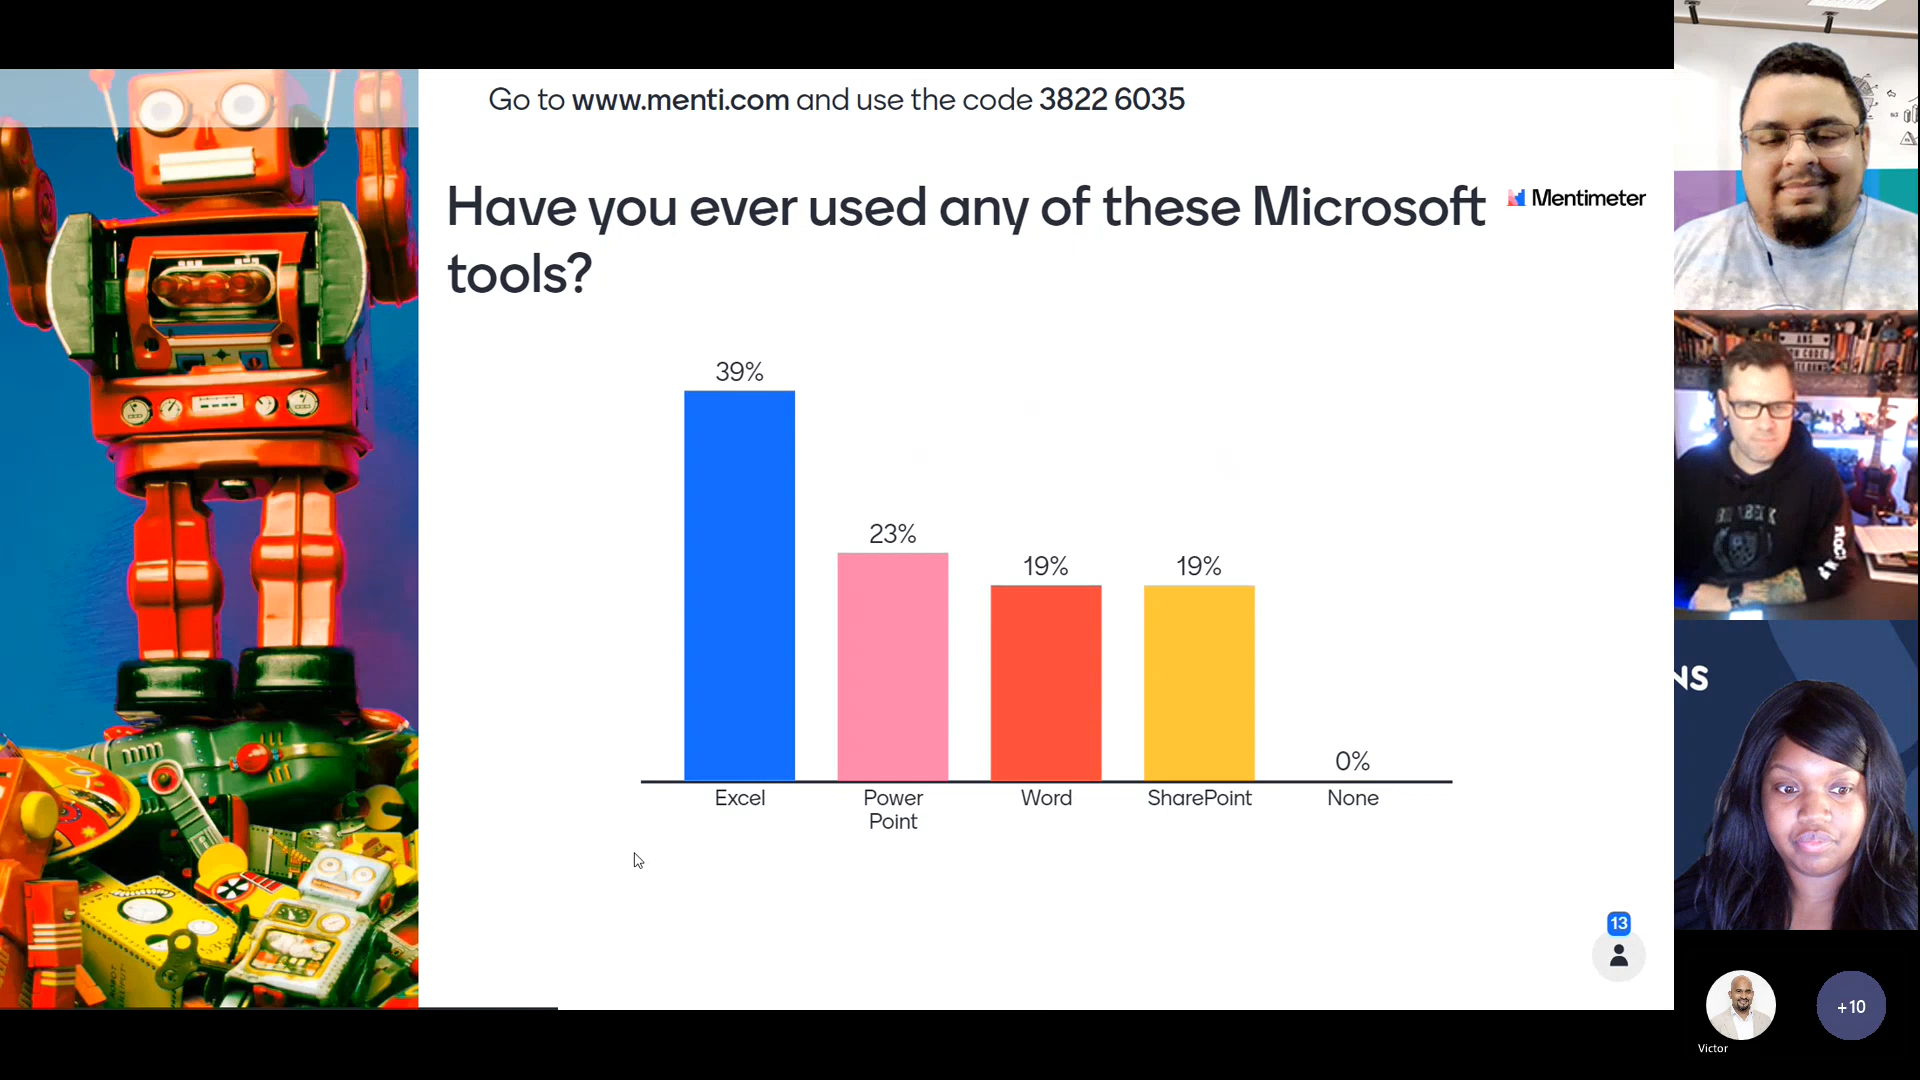 Go to www.menti.com and use the code 3822 6035
Have you ever used any of these Microsoft
tools?
Mentimeter
39%
23%
19%
19%
0%
Excel
Power
Point
Word
SharePoint
None
13
NS
Victor
+10